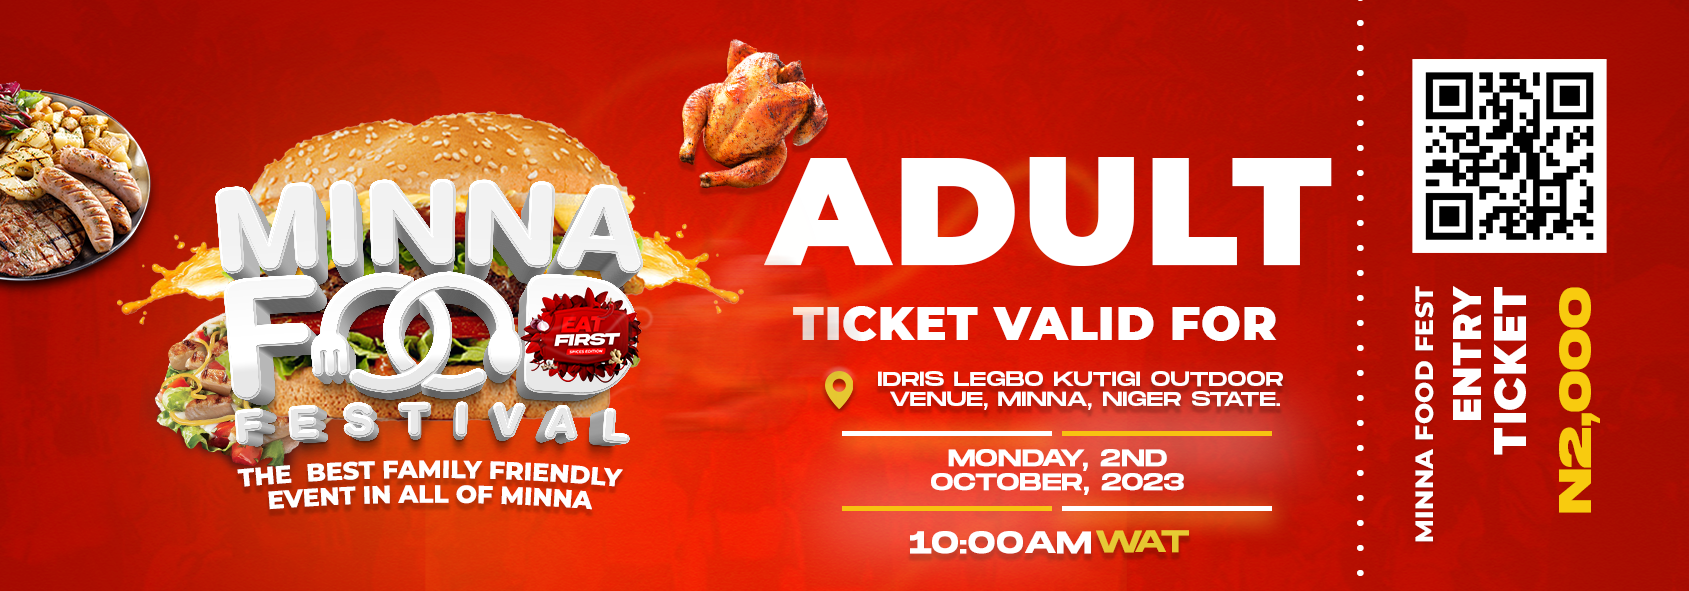 MINNA
FOOD
EAT
FIRST
SPICES EDITION
FESTIVAL
THE BEST FAMILY FRIENDLY
EVENT IN ALL OF MINNA
ADULT
TICKET VALID FOR
IDRIS LEGBO KUTIGI OUTDOOR
VENUE, MINNA, NIGER STATE.
MONDAY, 2ND
OCTOBER, 2023
10:00AM WAT
MINNA FOOD FEST
ENTRY
TICKET
N2,000